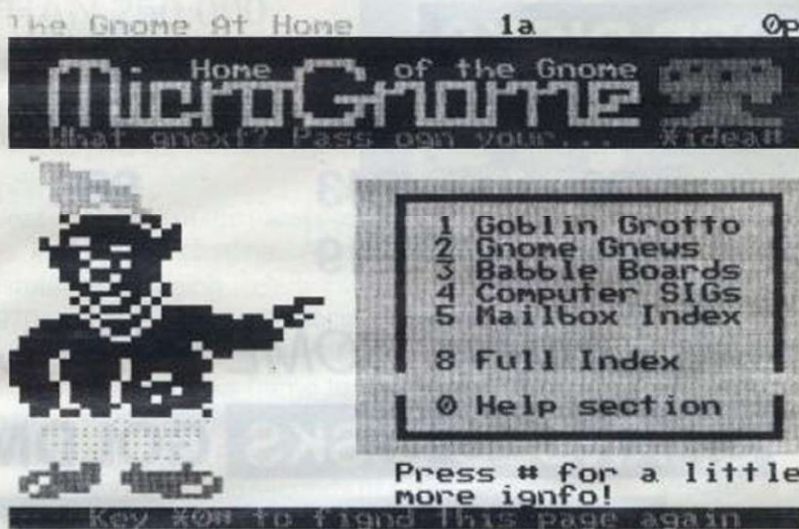 The Gnome At Home 1a 0p
Home of the Gnome
MicroGnome
What gnext? Pass ogn your... *idea#
1 Goblin Grotto
2 Gnome Gnews
3 Babble Boards
4 Computer SIGs
5 Mailbox Index
8 Full Index
0 Help section
Press # for a little
more ignfo!
Key *0# to fignd this page again